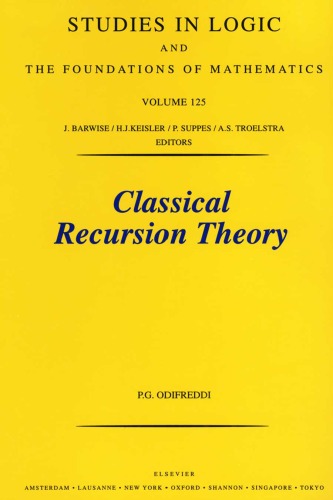 STUDIES IN LOGIC
AND
THE FOUNDATIONS OF MATHEMATICS
VOLUME 125
J. BARWISE / H.J.KEISLER / P. SUPPES / A.S. TROELSTRA
EDITORS
Classical
Recursion Theory
P.G. ODIFREDDI
ELSEVIER
AMSTERDAM • LAUSANNE • NEW YORK • OXFORD • SHANNON • SINGAPORE • TOKYO